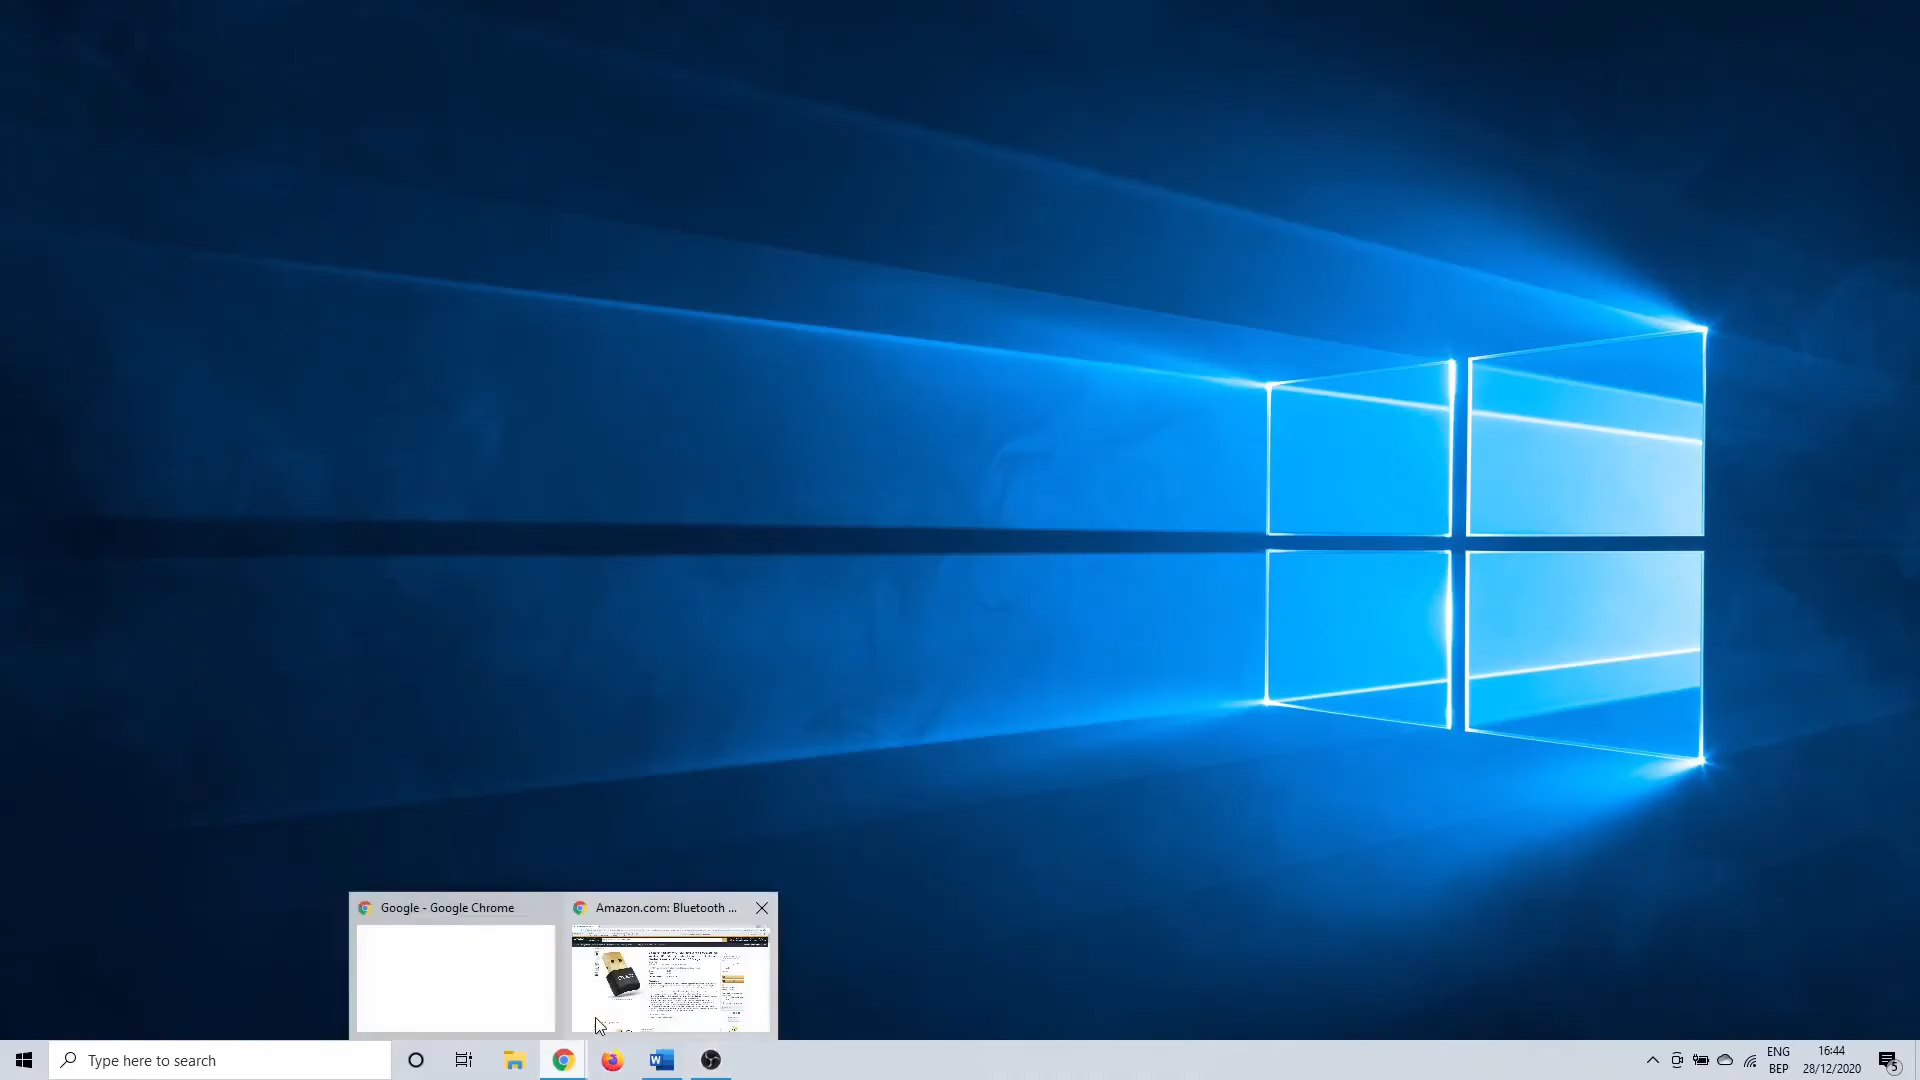 Google - Google Chrome
Amazon.com: Bluetooth ...
Type here to search
ENG
BEP
16:44
28/12/2020
5